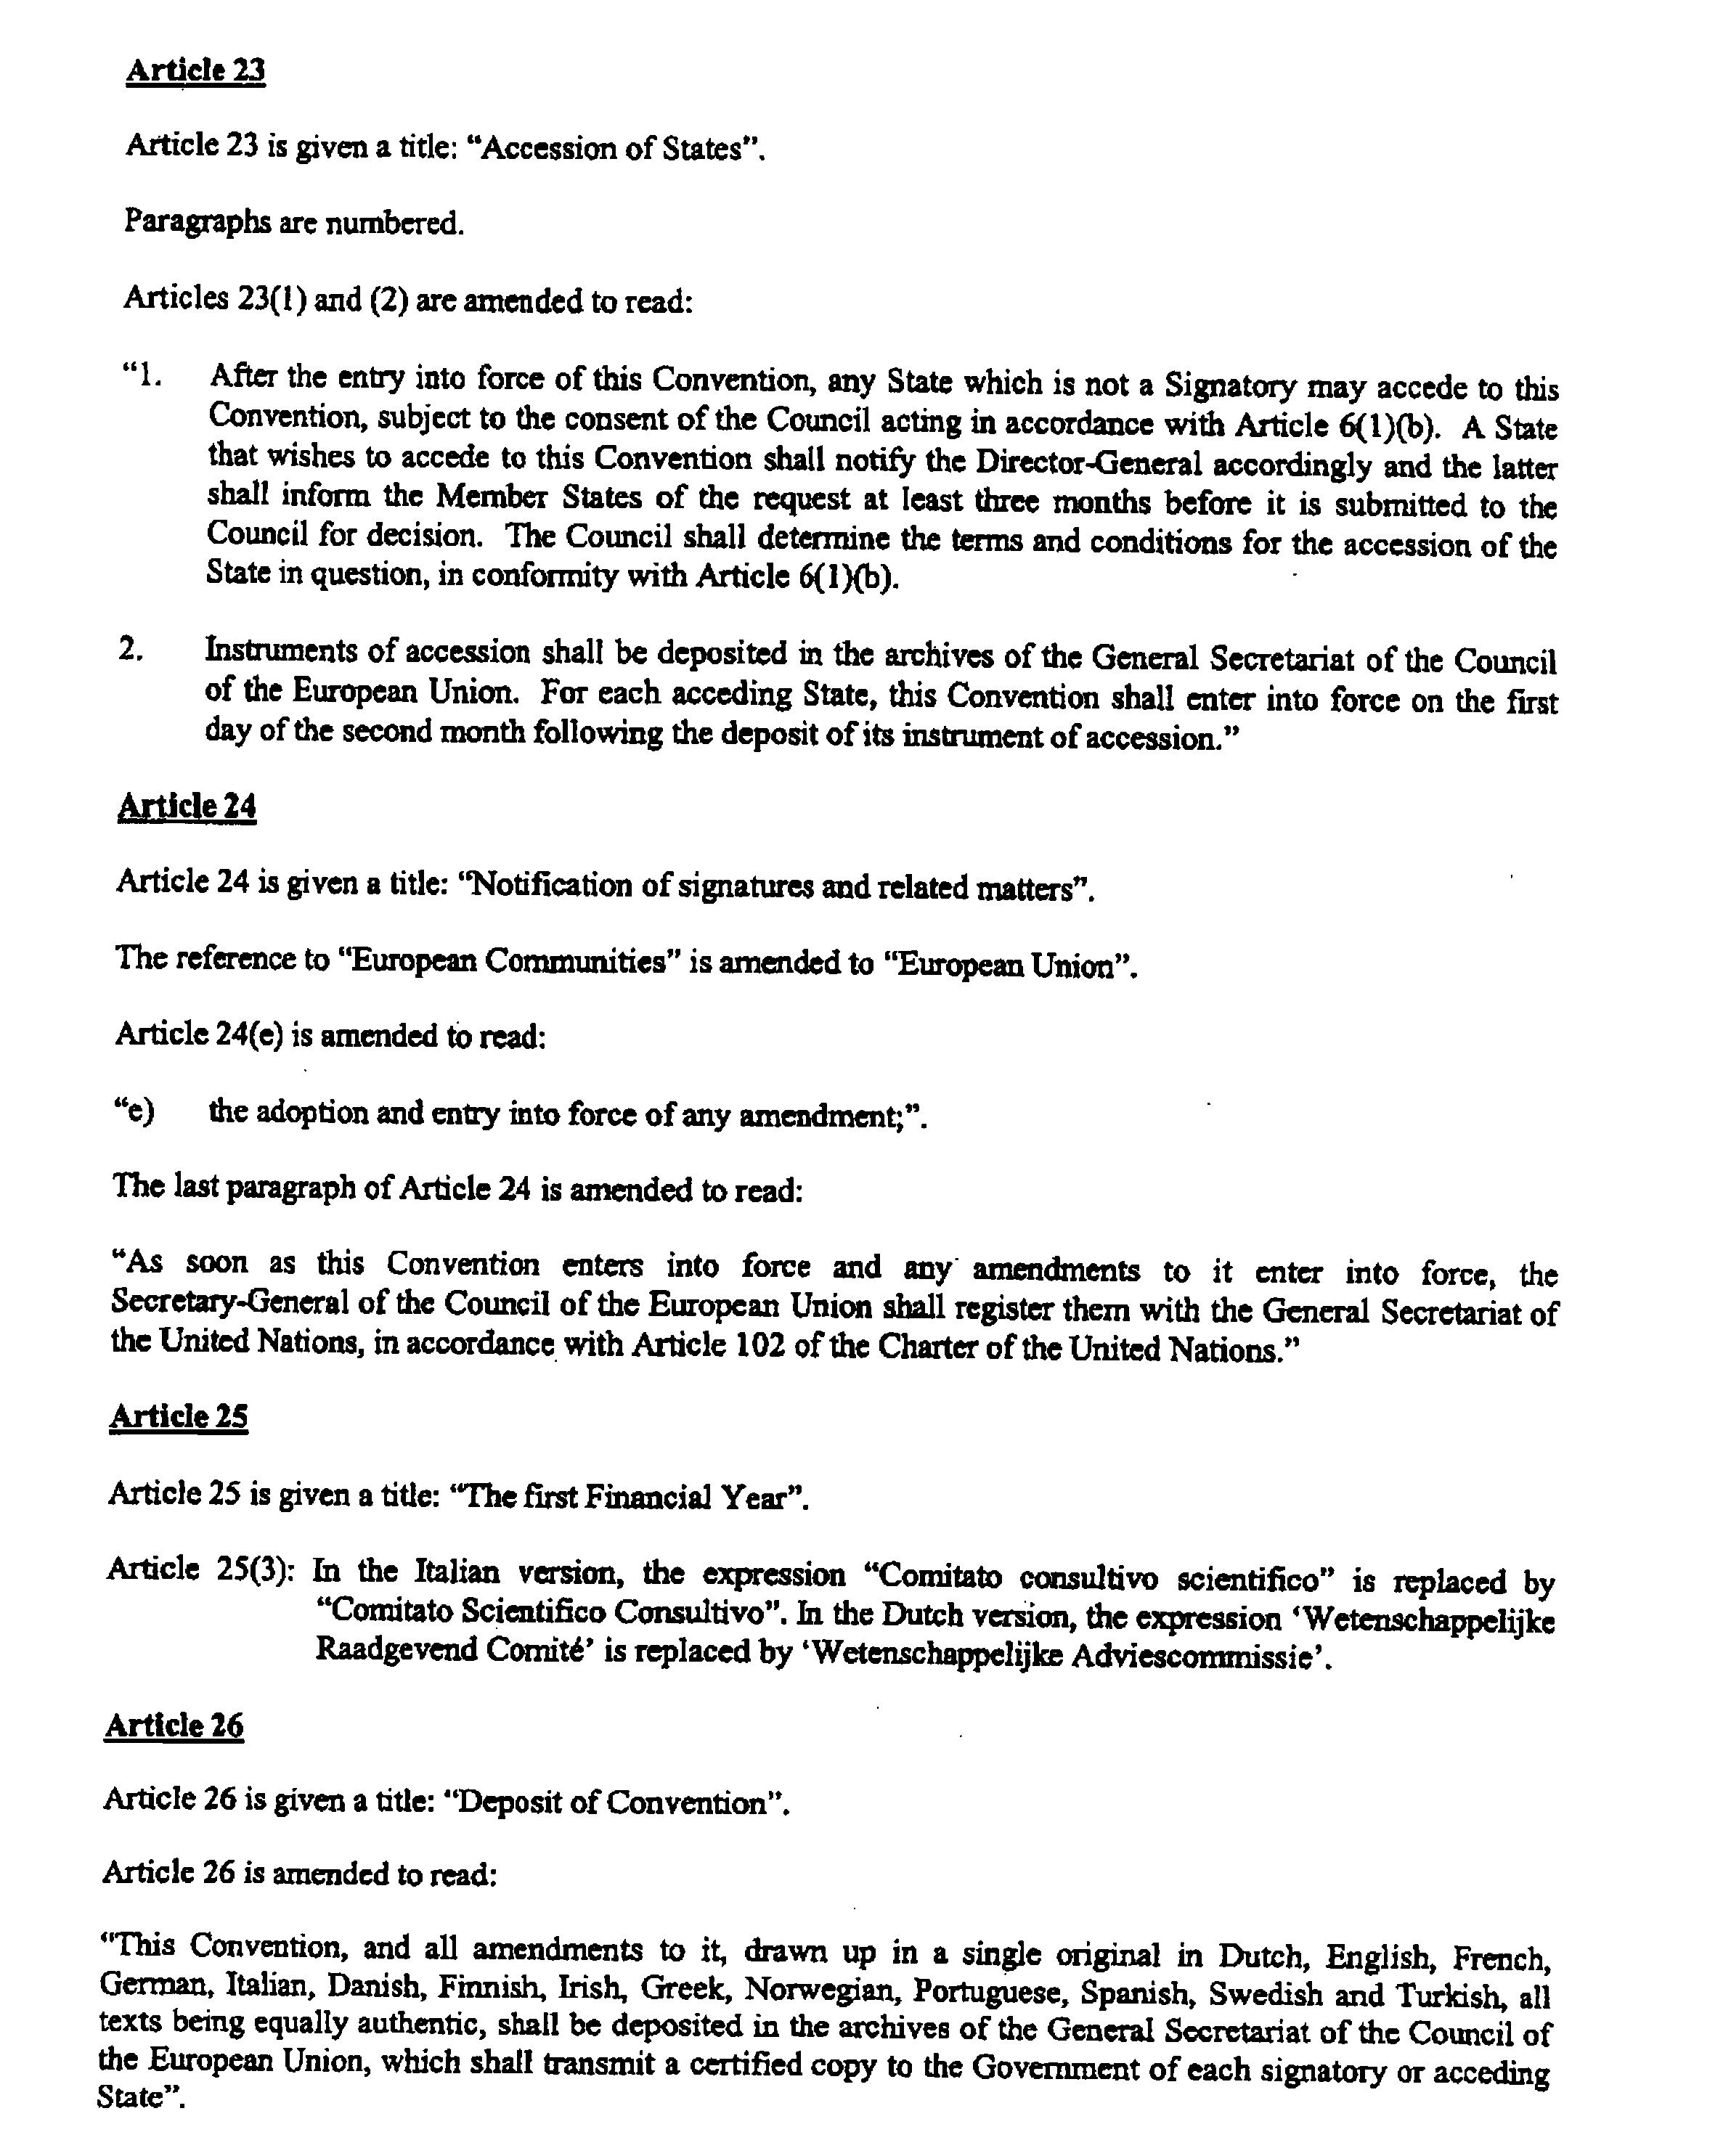 Article 23
Article 23 is given a title: “Accession of States”.
Paragraphs are numbered.
Articles 23(1) and (2) are amended to read:
“1. After the entry into force of this Convention, any State which is not a Signatory may accede to this
Convention, subject to the consent of the Council acting in accordance with Article 6(1)(b). A State
that wishes to accede to this Convention shall notify the Director-General accordingly and the latter
shall inform the Member States of the request at least three months before it is submitted to the
Council for decision. The Council shall determine the terms and conditions for the accession of the
State in question, in conformity with Article 6(1)(b).
2. Instruments of accession shall be deposited in the archives of the General Secretariat of the Council
of the European Union. For each acceding State, this Convention shall enter into force on the first
day of the second month following the deposit of its instrument of accession.”
Article 24
Article 24 is given a title: “Notification of signatures and related matters”.
The reference to “European Communities” is amended to “European Union”.
Article 24(e) is amended to read:
“e) the adoption and entry into force of any amendment;”.
The last paragraph of Article 24 is amended to read:
“As soon as this Convention enters into force and any amendments to it enter into force, the
Secretary-General of the Council of the European Union shall register them with the General Secretariat of
the United Nations, in accordance with Article 102 of the Charter of the United Nations.”
Article 25
Article 25 is given a title: “The first Financial Year”.
Article 25(3): In the Italian version, the expression “Comitato consultivo scientifico” is replaced by
“Comitato Scientifico Consultivo”. In the Dutch version, the expression ‘Wetenschappelijke
Raadgevend Comité’ is replaced by ‘Wetenschappelijke Adviescommissie’.
Article 26
Article 26 is given a title: “Deposit of Convention”.
Article 26 is amended to read:
“This Convention, and all amendments to it, drawn up in a single original in Dutch, English, French,
German, Italian, Danish, Finnish, Irish, Greek, Norwegian, Portuguese, Spanish, Swedish and Turkish, all
texts being equally authentic, shall be deposited in the archives of the General Secretariat of the Council of
the European Union, which shall transmit a certified copy to the Government of each signatory or acceding
State”.